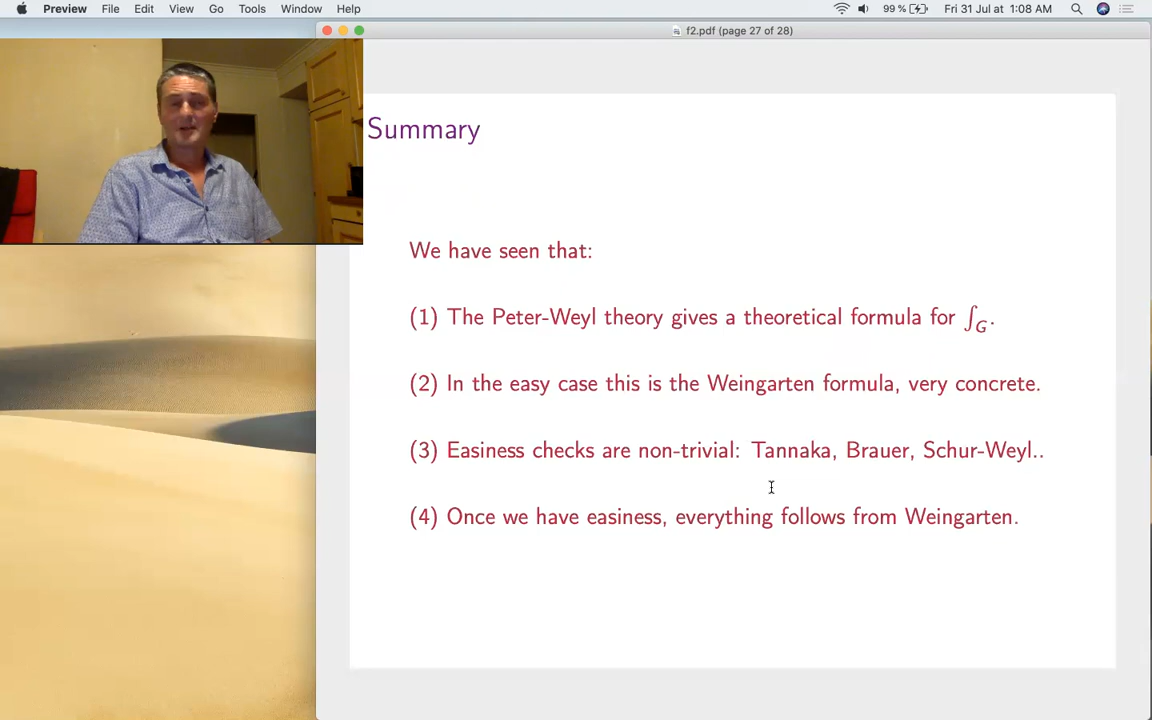 Preview File Edit View Go Tools Window Help 99 % Fri 31 Jul at 1:08 AM
f2.pdf (page 27 of 28)
Summary
We have seen that:
(1) The Peter-Weyl theory gives a theoretical formula for ∫G.
(2) In the easy case this is the Weingarten formula, very concrete.
(3) Easiness checks are non-trivial: Tannaka, Brauer, Schur-Weyl..
(4) Once we have easiness, everything follows from Weingarten.